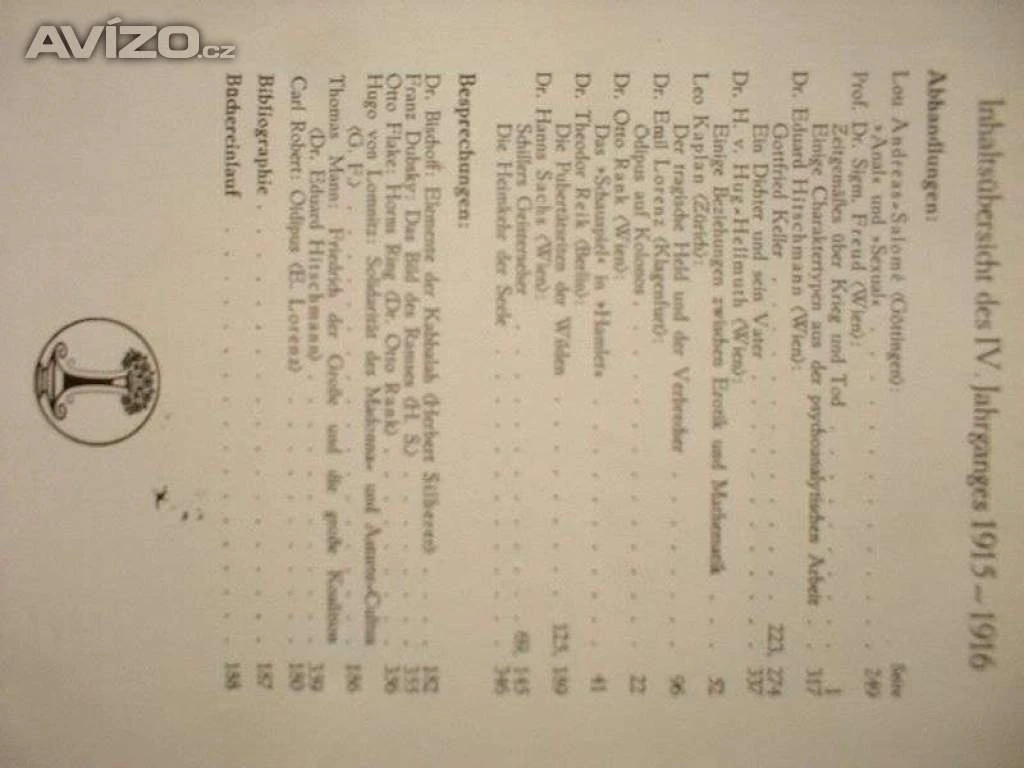 AVÍZO.cz
Inhaltsübersicht des IV. Jahrganges 1915–1916
Abhandlungen:
Seite
Lou Andreas-Salomé (Göttingen):
»Anal« und »Sexual« . . . . . . . . . 249
Prof. Dr. Sigm. Freud (Wien):
Zeitgemäßes über Krieg und Tod . . . . . 1
Einige Charaktertypen aus der psychoanalytischen Arbeit . 317
Dr. Eduard Hitschmann (Wien):
Gottfried Keller . . . . . . . . . 223, 274
Ein Dichter und sein Vater . . . . . . . 337
Dr. H. v. Hug-Hellmuth (Wien):
Einige Beziehungen zwischen Erotik und Mathematik . . . 52
Leo Kaplan (Zürich):
Der tragische Held und der Verbrecher . . . . 96
Dr. Emil Lorenz (Klagenfurt):
Ödipus auf Kolonos . . . . . . . . 22
Dr. Otto Rank (Wien):
Das »Schauspiel« in »Hamlet« . . . . . . 41
Dr. Theodor Reik (Berlin):
Die Pubertätsriten der Wilden . . . . . 125, 189
Dr. Hanns Sachs (Wien):
Schillers Geisterseher . . . . . . . 69, 145
Die Heimkehr der Seele . . . . . . . 346
Besprechungen:
Dr. Bischoff: Elemente der Kabbalah (Herbert Silberer) . . . 182
Franz Dubsky: Das Bild des Ramses (H. S.) . . . . . 355
Otto Flake: Horns Ring (Dr. Otto Rank) . . . . . . 336
Hugo von Lomnitz: Solidarität des Madonna- und Astarte-Cultus
(G. F.) . . . . . . . . . . . . 186
Thomas Mann: Friedrich der Große und die große Koalition
(Dr. Eduard Hitschmann) . . . . . . . . 339
Carl Robert: Oidipus (E. Lorenz) . . . . . . . 180
Bibliographie . . . . . . . . . . . . . 187
Büchereinlauf . . . . . . . . . . . . . 188